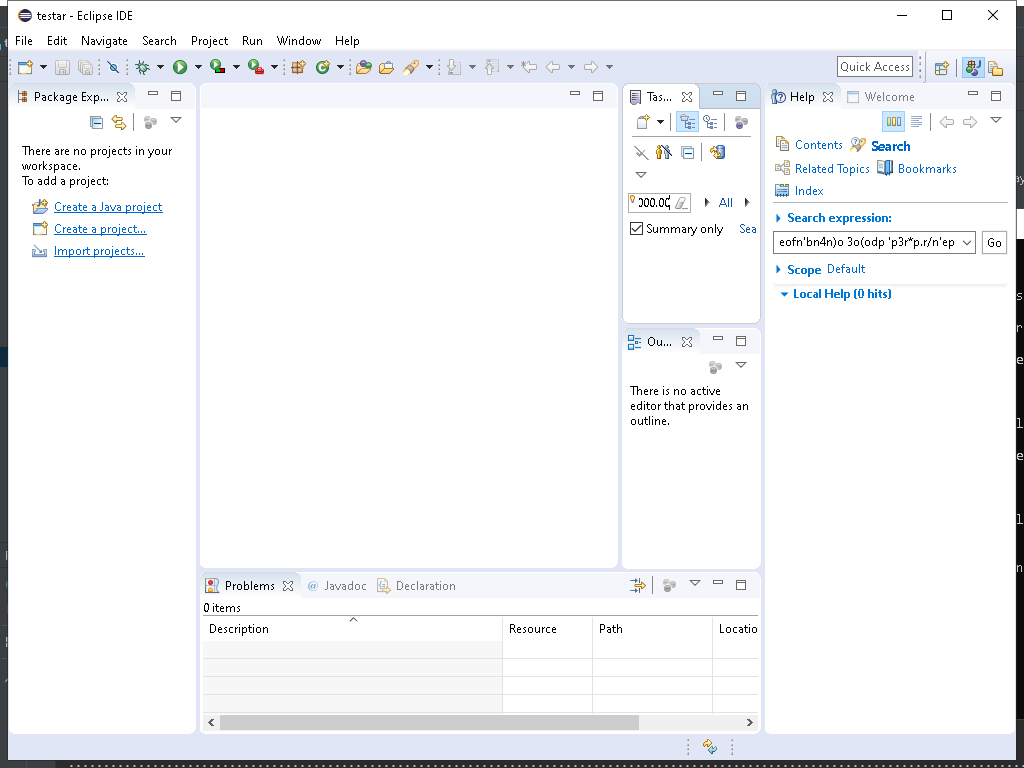 testar - Eclipse IDE
File Edit Navigate Search Project Run Window Help
Quick Access
Package Exp...
There are no projects in your
workspace.
To add a project:
Create a Java project
Create a project...
Import projects...
Tas...
All
Summary only Sea
Ou...
There is no active
editor that provides an
outline.
Help Welcome
Contents Search
Related Topics Bookmarks
Index
Search expression:
eofn'bn4n)o 3o(odp 'p3r*p.r/n'ep Go
Scope Default
Local Help (0 hits)
Problems @ Javadoc Declaration
0 items
Description Resource Path Locatio